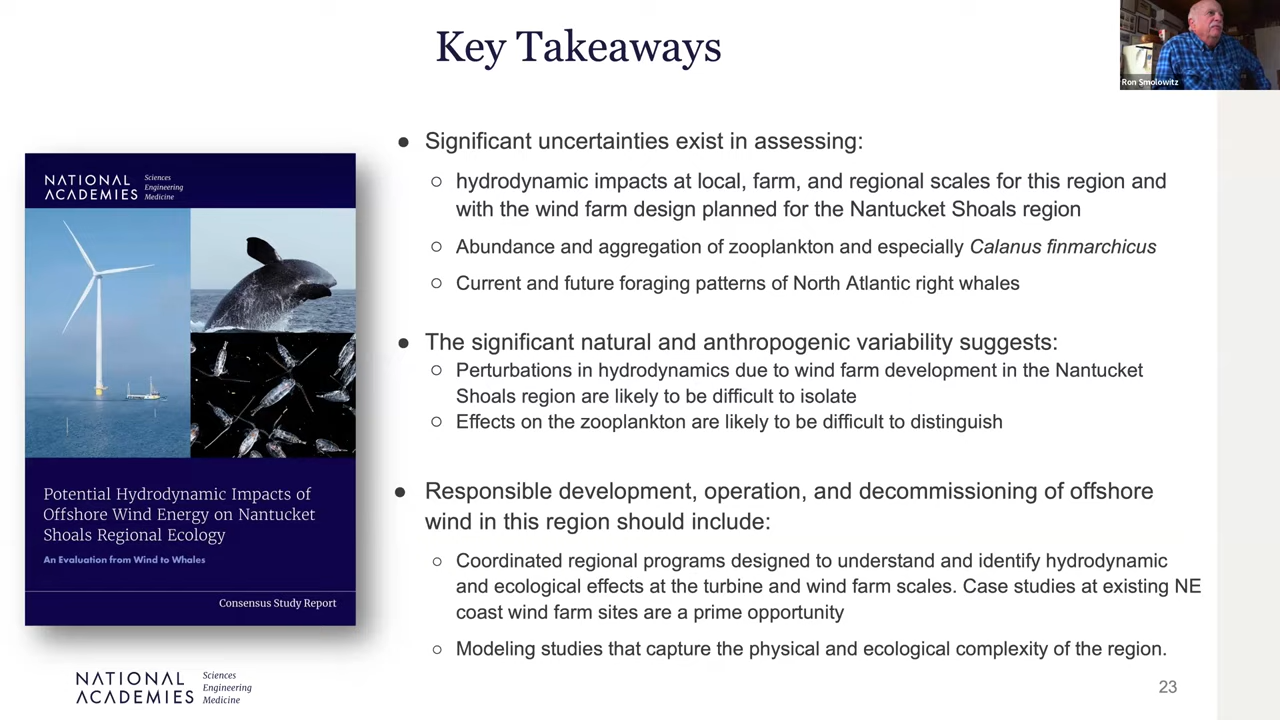 Key Takeaways
Ron Smolowitz
NATIONAL ACADEMIES
Sciences
Engineering
Medicine
Potential Hydrodynamic Impacts of
Offshore Wind Energy on Nantucket
Shoals Regional Ecology
An Evaluation from Wind to Whales
Consensus Study Report
NATIONAL ACADEMIES
Sciences
Engineering
Medicine
● Significant uncertainties exist in assessing:
○ hydrodynamic impacts at local, farm, and regional scales for this region and
with the wind farm design planned for the Nantucket Shoals region
○ Abundance and aggregation of zooplankton and especially Calanus finmarchicus
○ Current and future foraging patterns of North Atlantic right whales
● The significant natural and anthropogenic variability suggests:
○ Perturbations in hydrodynamics due to wind farm development in the Nantucket
Shoals region are likely to be difficult to isolate
○ Effects on the zooplankton are likely to be difficult to distinguish
● Responsible development, operation, and decommissioning of offshore
wind in this region should include:
○ Coordinated regional programs designed to understand and identify hydrodynamic
and ecological effects at the turbine and wind farm scales. Case studies at existing NE
coast wind farm sites are a prime opportunity
○ Modeling studies that capture the physical and ecological complexity of the region.
23